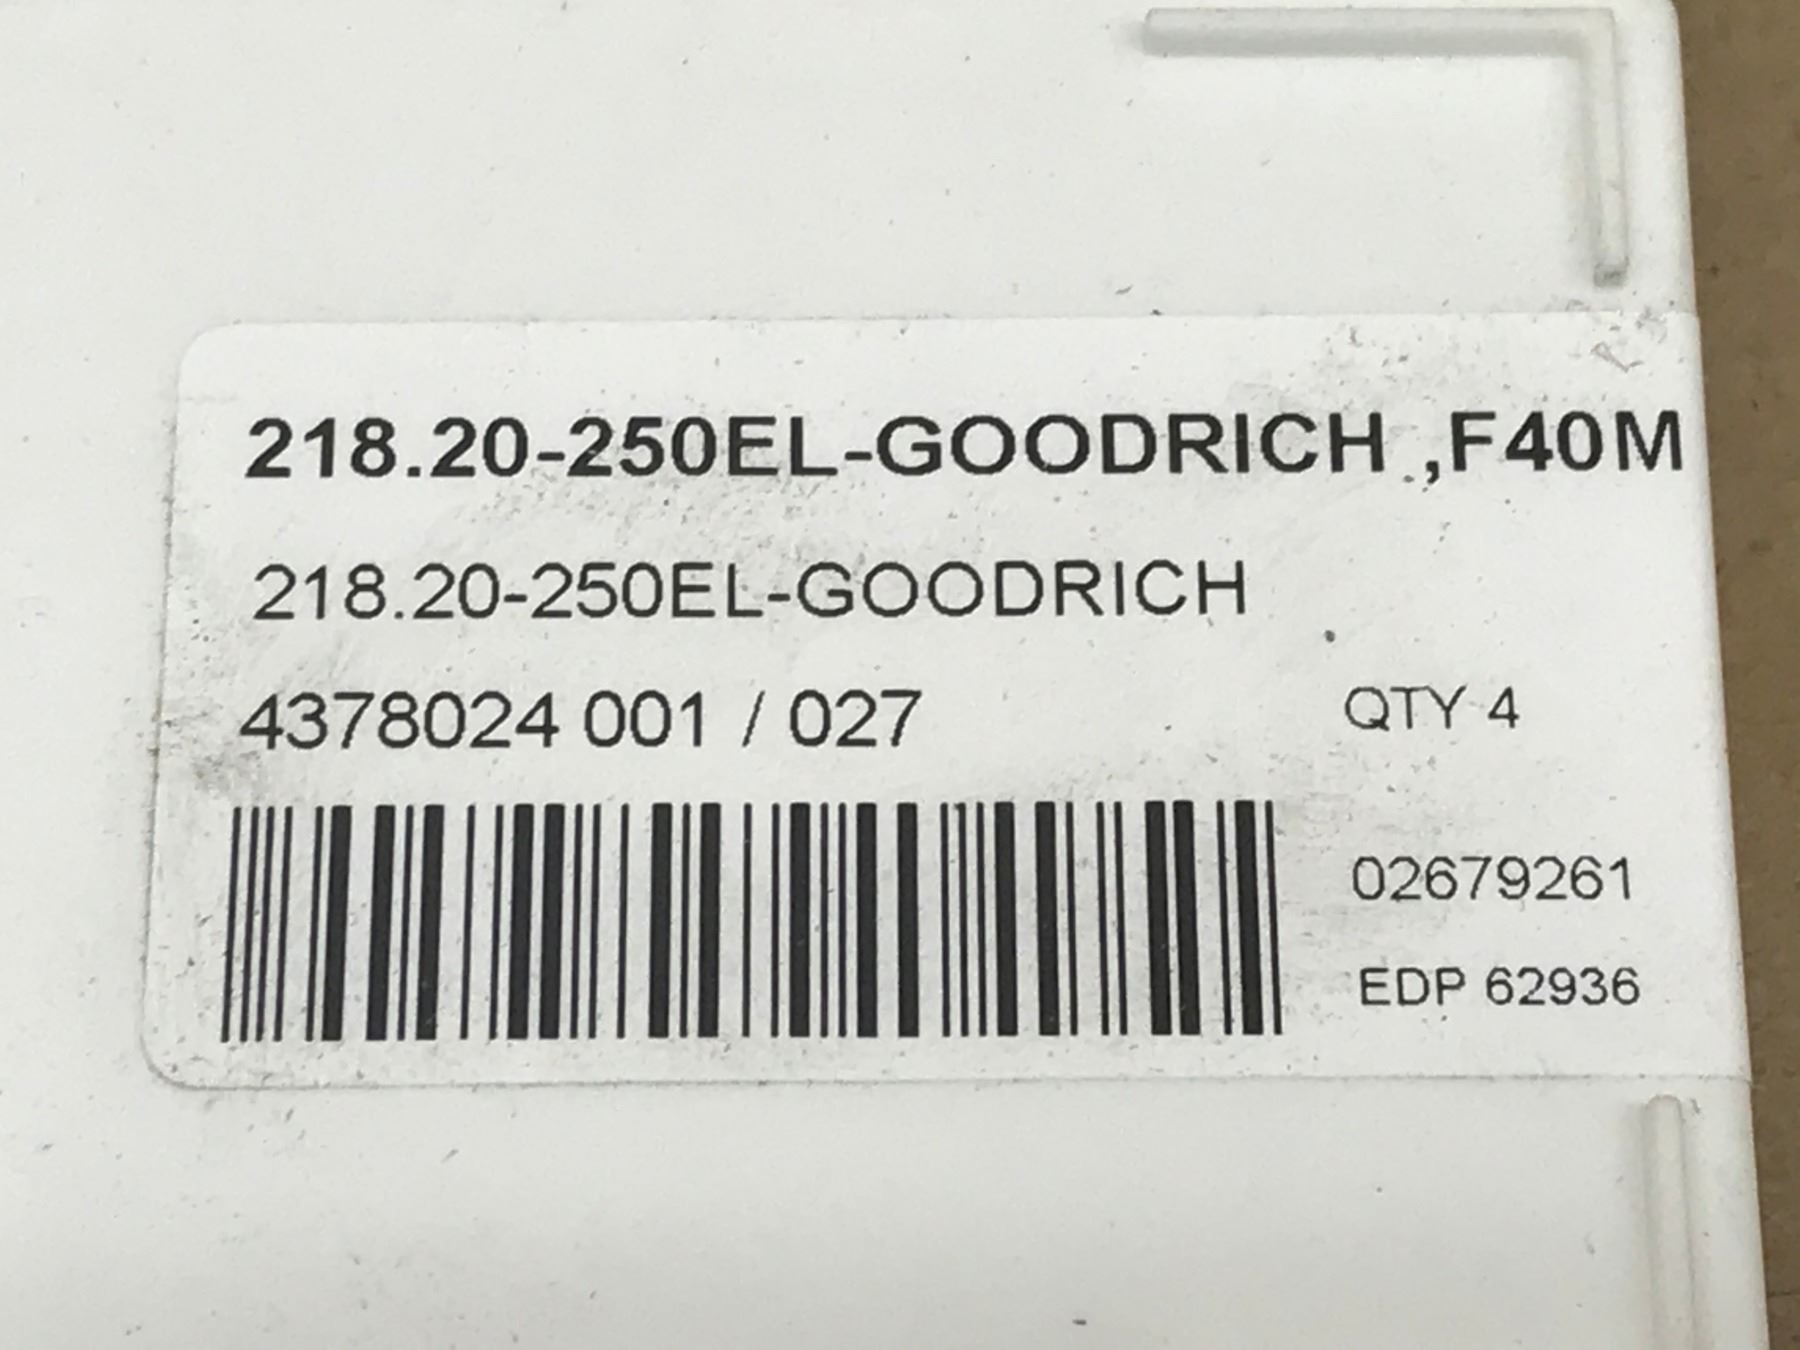 218.20-250EL-GOODRICH ,F40M
218.20-250EL-GOODRICH
4378024 001 / 027
QTY 4
02679261
EDP 62936